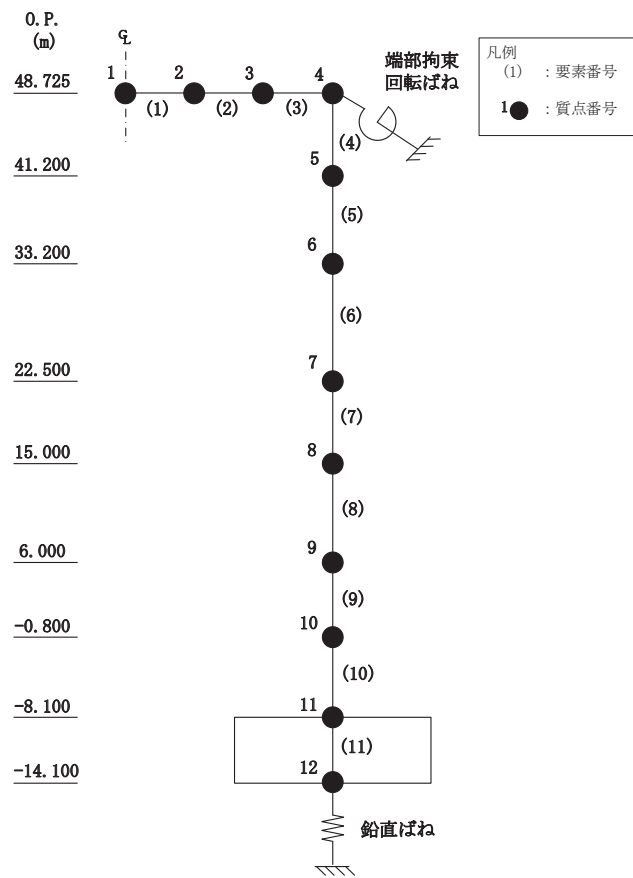 O.P.
(m)
℄
1 2 3 4
48.725
(1) (2) (3)
端部拘束
回転ばね
凡例
(1) : 要素番号
1 : 質点番号
(4)
5
41.200
(5)
6
33.200
(6)
7
22.500
(7)
8
15.000
(8)
9
6.000
(9)
10
-0.800
(10)
11
-8.100
(11)
12
-14.100
鉛直ばね